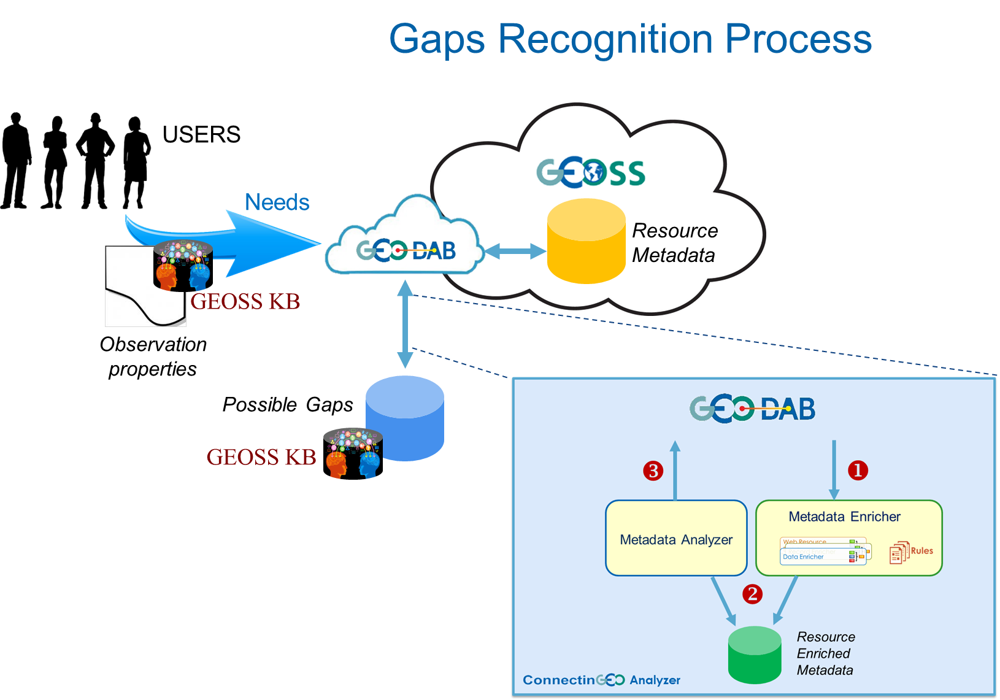 Gaps Recognition Process
USERS
Needs
GEOSS
GEO DAB
Resource
Metadata
GEOSS KB
Observation
properties
Possible Gaps
GEOSS KB
GEO DAB
3
1
Metadata Analyzer
Metadata Enricher
Web Resource
Data Enricher
Rules
2
Resource
Enriched
Metadata
ConnectinGEO Analyzer